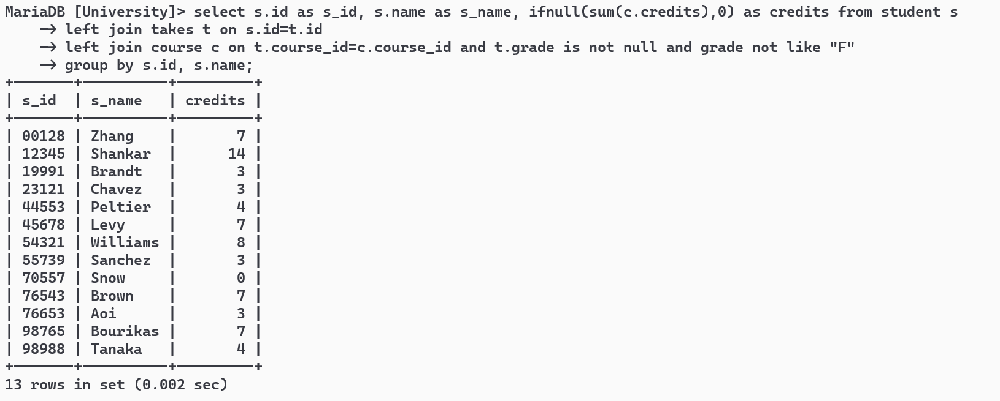 MariaDB [University]> select s.id as s_id, s.name as s_name, ifnull(sum(c.credits),0) as credits from student s
    -> left join takes t on s.id=t.id
    -> left join course c on t.course_id=c.course_id and t.grade is not null and grade not like "F"
    -> group by s.id, s.name;
+-------+----------+---------+
| s_id  | s_name   | credits |
+-------+----------+---------+
| 00128 | Zhang    |       7 |
| 12345 | Shankar  |      14 |
| 19991 | Brandt   |       3 |
| 23121 | Chavez   |       3 |
| 44553 | Peltier  |       4 |
| 45678 | Levy     |       7 |
| 54321 | Williams |       8 |
| 55739 | Sanchez  |       3 |
| 70557 | Snow     |       0 |
| 76543 | Brown    |       7 |
| 76653 | Aoi      |       3 |
| 98765 | Bourikas |       7 |
| 98988 | Tanaka   |       4 |
+-------+----------+---------+
13 rows in set (0.002 sec)